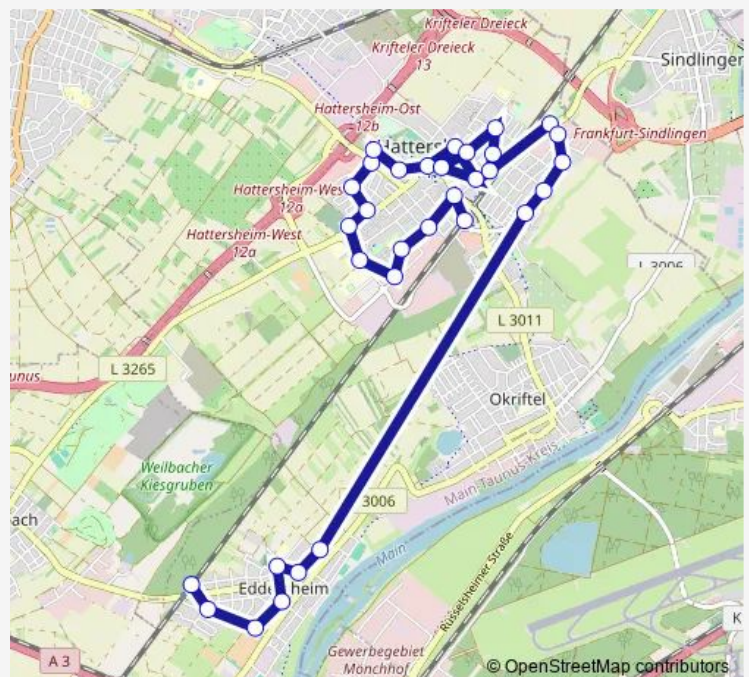 Krifteler Dreieck
Krifteler Dreieck
13
Sindlinger
Hattersheim-Ost
12b
Frankfurt-Sindlingen
Hattersheim-West
12a
Hattersheim-West
12a
L 3006
L 3011
L 3265
Okriftel
Weilbacher
Kiesgruben
Main-Taunus-Kreis
3006
Main
Rüsselsheimer Straße
Gewerbegebiet
Mönchhof
K
A 3
© OpenStreetMap contributors